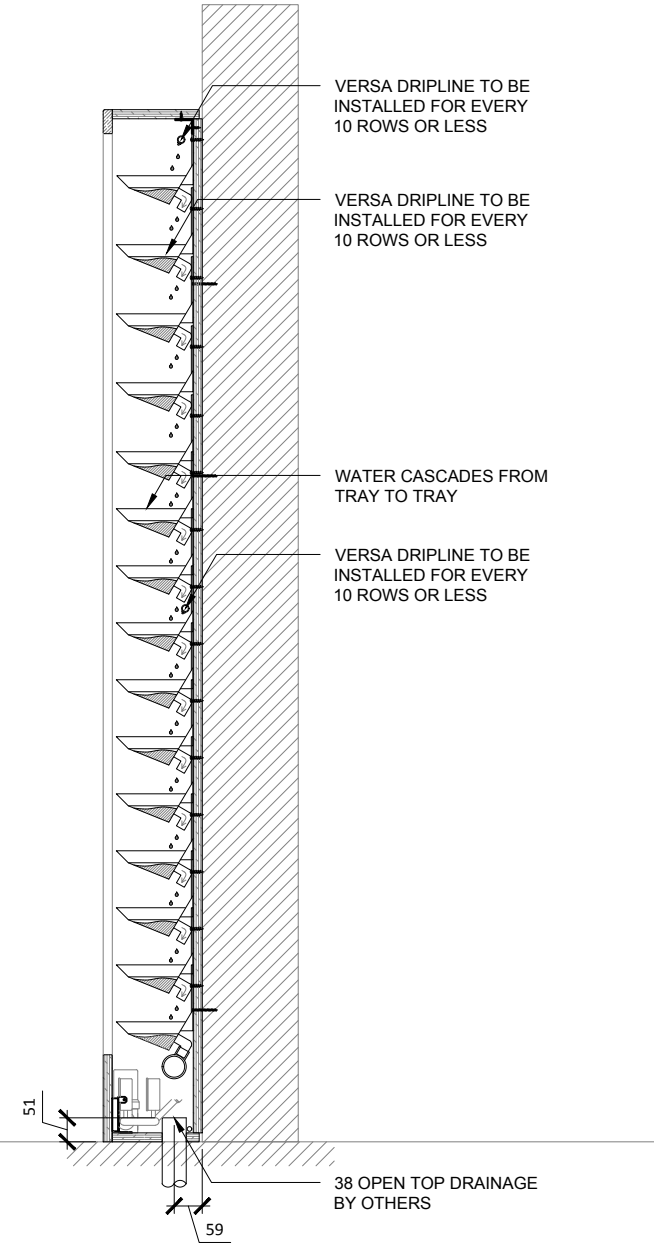 VERSA DRIPLINE TO BE
INSTALLED FOR EVERY
10 ROWS OR LESS
VERSA DRIPLINE TO BE
INSTALLED FOR EVERY
10 ROWS OR LESS
WATER CASCADES FROM
TRAY TO TRAY
VERSA DRIPLINE TO BE
INSTALLED FOR EVERY
10 ROWS OR LESS
51
38 OPEN TOP DRAINAGE
BY OTHERS
59